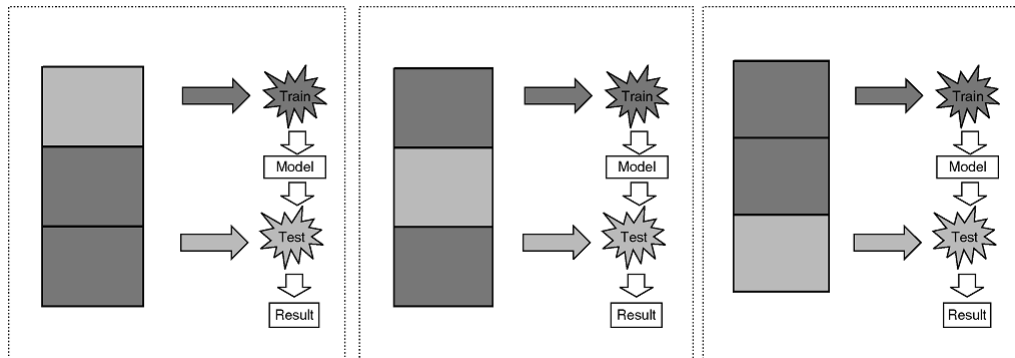 Train
Model
Test
Result
Train
Model
Test
Result
Train
Model
Test
Result